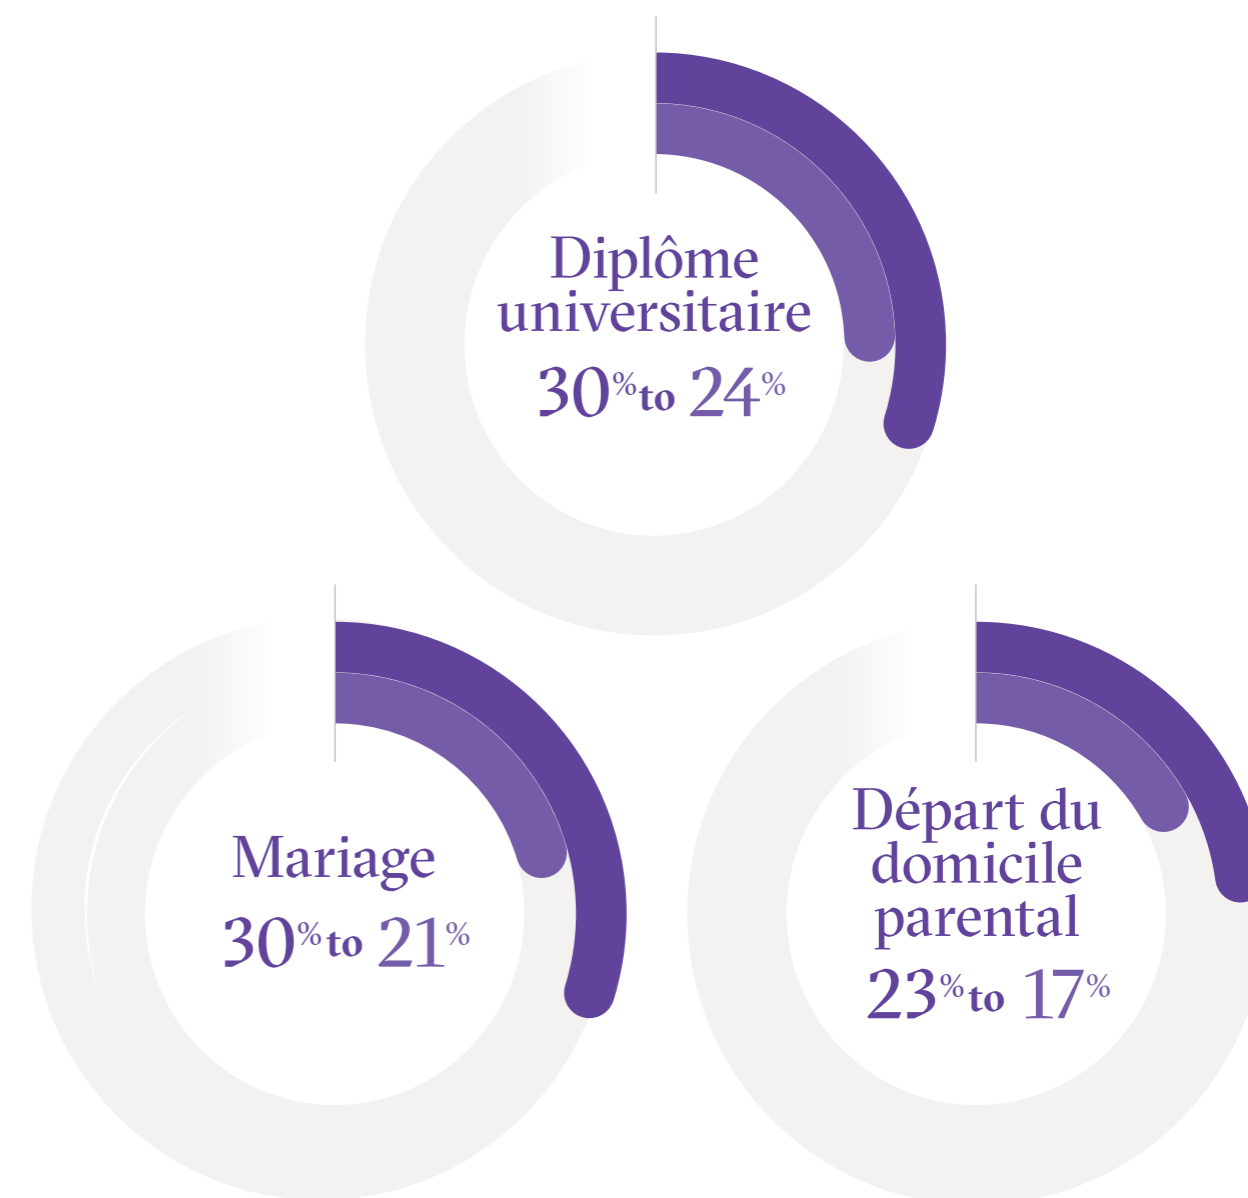 Diplôme
universitaire
30% to 24%
Mariage
30% to 21%
Départ du
domicile
parental
23% to 17%